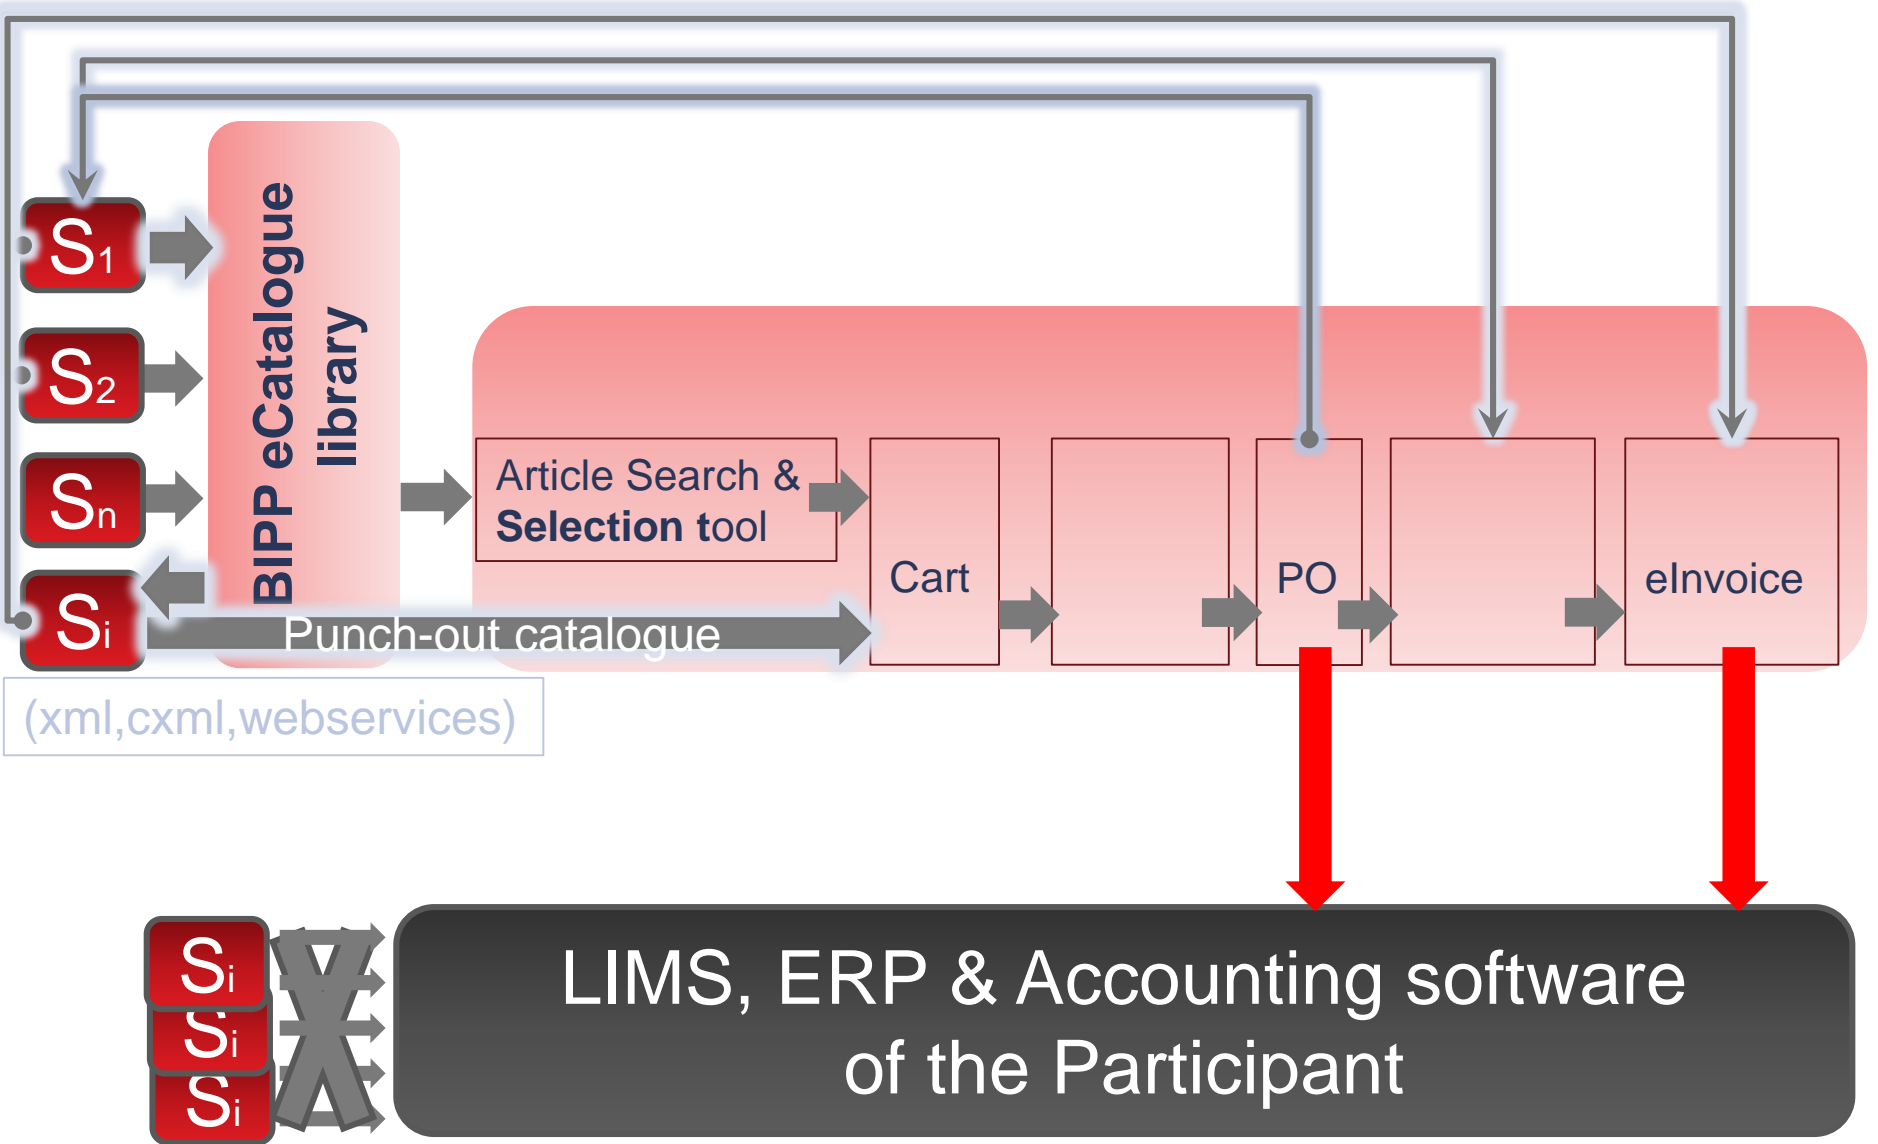 S1
S2
Sn
Si
BIPP eCatalogue
library
Article Search &
Selection tool
Cart
PO
eInvoice
Punch-out catalogue
(xml,cxml,webservices)
Si
Si
Si
LIMS, ERP & Accounting software
of the Participant